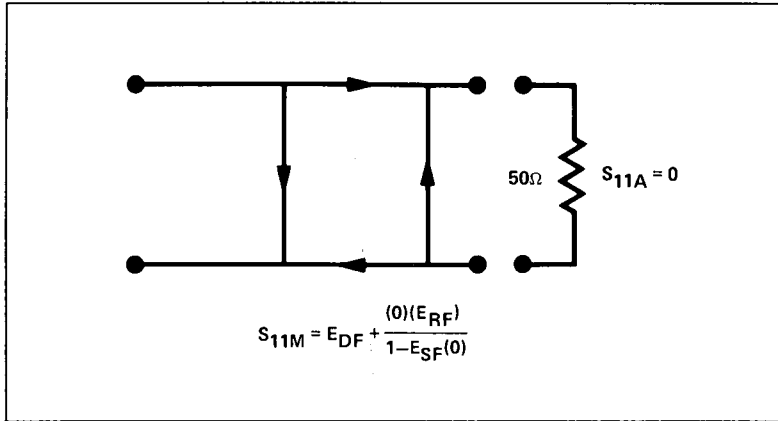 50Ω S11A = 0
S11M = EDF + (0)(ERF) / 1–ESF(0)